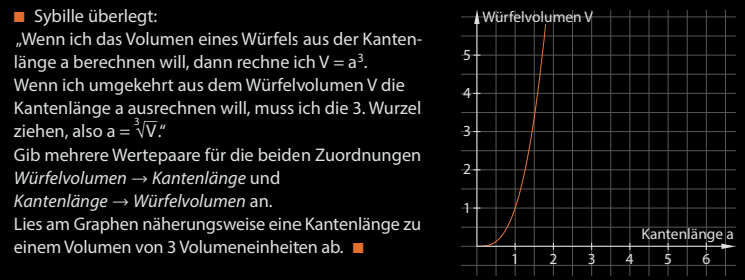 ■ Sybille überlegt:
„Wenn ich das Volumen eines Würfels aus der Kanten-
länge a berechnen will, dann rechne ich V = a³.
Wenn ich umgekehrt aus dem Würfelvolumen V die
Kantenlänge a ausrechnen will, muss ich die 3. Wurzel
ziehen, also a = ∛V.“
Gib mehrere Wertepaare für die beiden Zuordnungen
Würfelvolumen → Kantenlänge und
Kantenlänge → Würfelvolumen an.
Lies am Graphen näherungsweise eine Kantenlänge zu
einem Volumen von 3 Volumeneinheiten ab. ■
Würfelvolumen V
5
4
3
2
1
Kantenlänge a
1 2 3 4 5 6